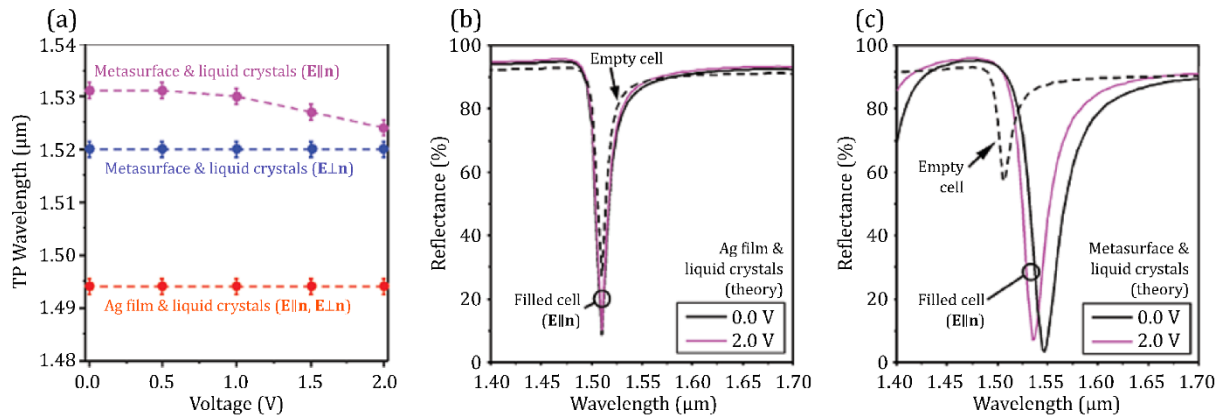 (a)
1.54
1.53
1.52
1.51
1.50
1.49
1.48
TP Wavelength (μm)
Metasurface & liquid crystals (E∥n)
Metasurface & liquid crystals (E⊥n)
Ag film & liquid crystals (E∥n, E⊥n)
0.0 0.5 1.0 1.5 2.0
Voltage (V)
(b)
100
80
60
40
20
0
Reflectance (%)
Empty cell
Filled cell
(E∥n)
Ag film &
liquid crystals
(theory)
0.0 V
2.0 V
1.40 1.45 1.50 1.55 1.60 1.65 1.70
Wavelength (μm)
(c)
100
80
60
40
20
0
Reflectance (%)
Empty
cell
Filled cell
(E∥n)
Metasurface &
liquid crystals
(theory)
0.0 V
2.0 V
1.40 1.45 1.50 1.55 1.60 1.65 1.70
Wavelength (μm)